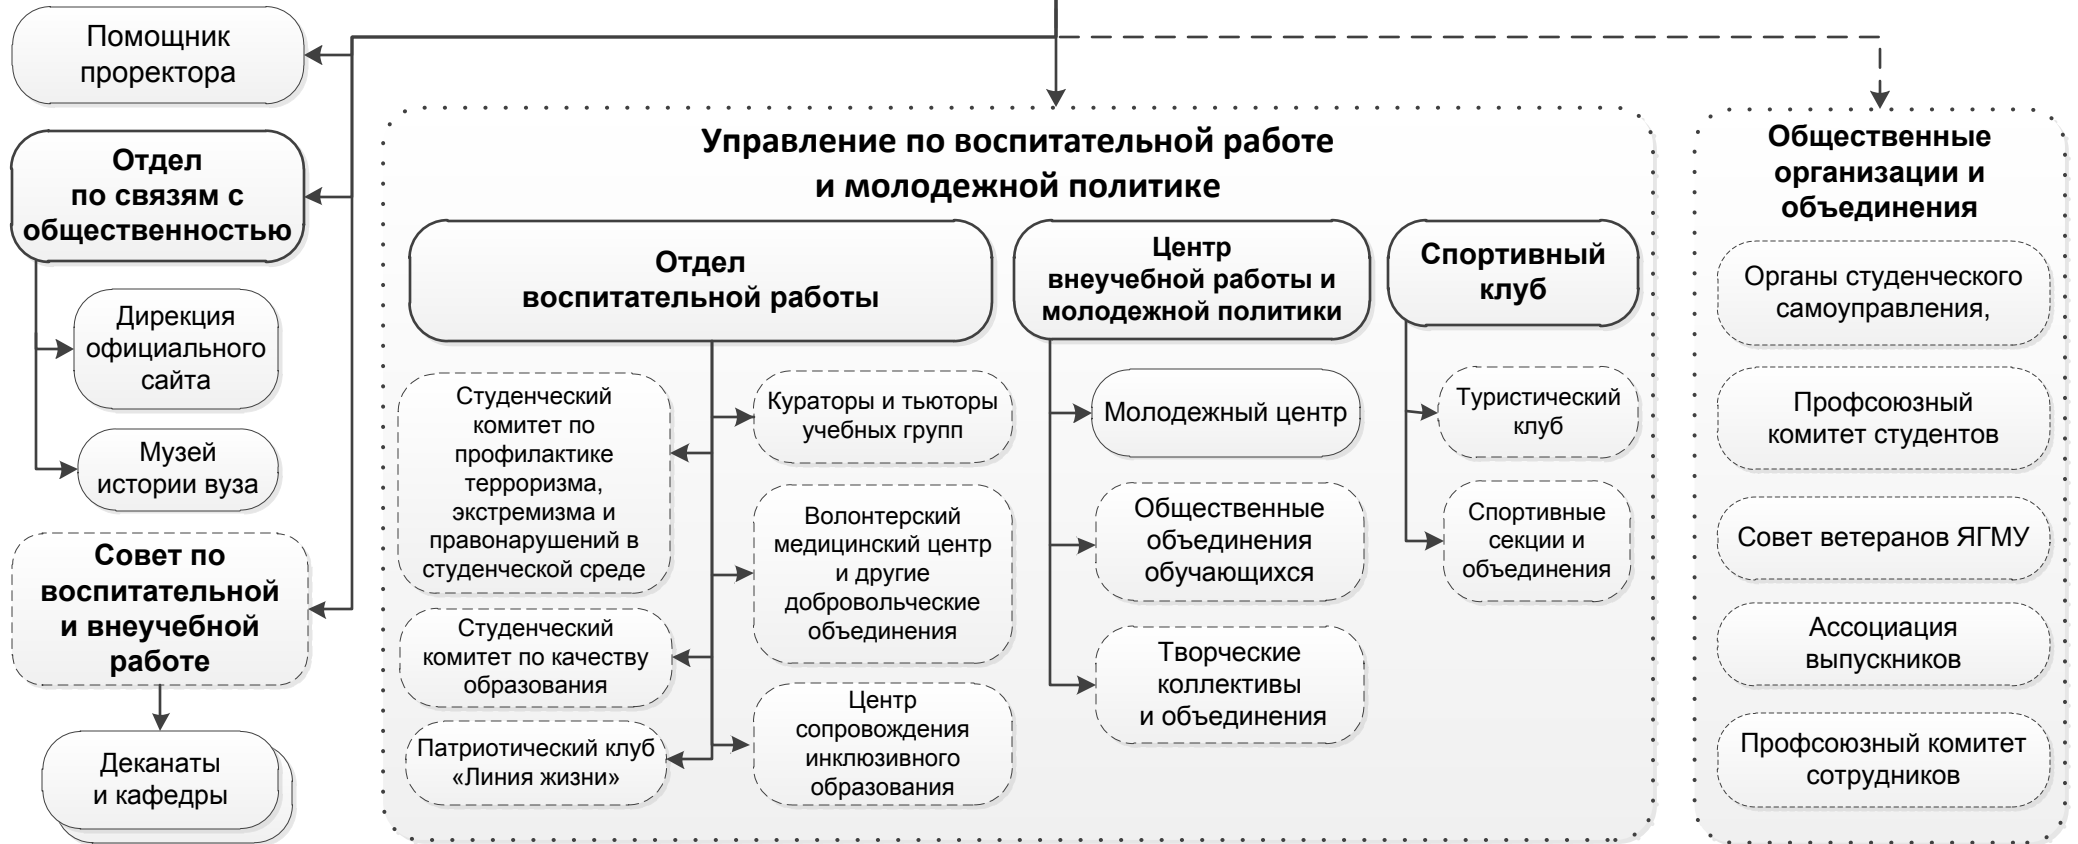 Помощник
проректора
Отдел
по связям с
общественностью
Дирекция
официального
сайта
Музей
истории вуза
Совет по
воспитательной
и внеучебной
работе
Деканаты
и кафедры
Управление по воспитательной работе
и молодежной политике
Отдел
воспитательной работы
Студенческий
комитет по
профилактике
терроризма,
экстремизма и
правонарушений в
студенческой среде
Студенческий
комитет по качеству
образования
Патриотический клуб
«Линия жизни»
Кураторы и тьюторы
учебных групп
Волонтерский
медицинский центр
и другие
добровольческие
объединения
Центр
сопровождения
инклюзивного
образования
Центр
внеучебной работы и
молодежной политики
Молодежный центр
Общественные
объединения
обучающихся
Творческие
коллективы
и объединения
Спортивный
клуб
Туристический
клуб
Спортивные
секции и
объединения
Общественные
организации и
объединения
Органы студенческого
самоуправления,
Профсоюзный
комитет студентов
Совет ветеранов ЯГМУ
Ассоциация
выпускников
Профсоюзный комитет
сотрудников